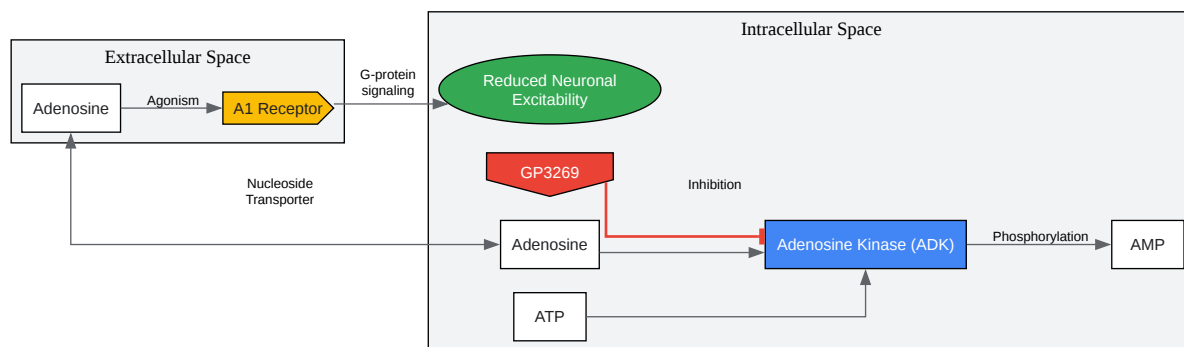 Intracellular Space
Extracellular Space
Adenosine
Agonism
A1 Receptor
G-protein
signaling
Reduced Neuronal
Excitability
GP3269
Inhibition
Nucleoside
Transporter
Adenosine
Adenosine Kinase (ADK)
Phosphorylation
AMP
ATP